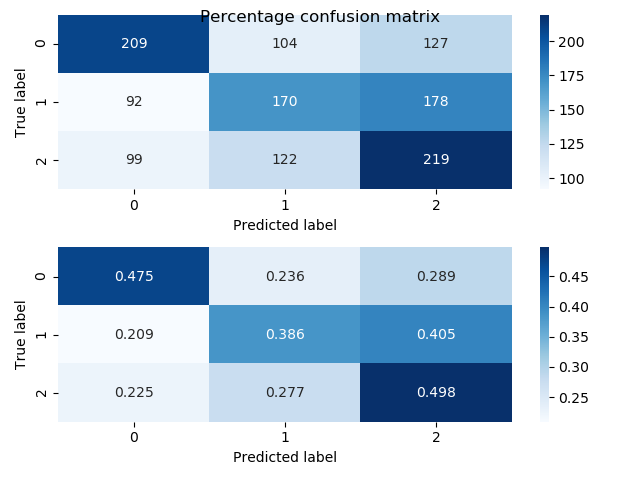 Percentage confusion matrix
0 209 104 127
1 92 170 178
2 99 122 219
True label
0 1 2
Predicted label
200
175
150
125
100
0 0.475 0.236 0.289
1 0.209 0.386 0.405
2 0.225 0.277 0.498
True label
0 1 2
Predicted label
0.45
0.40
0.35
0.30
0.25